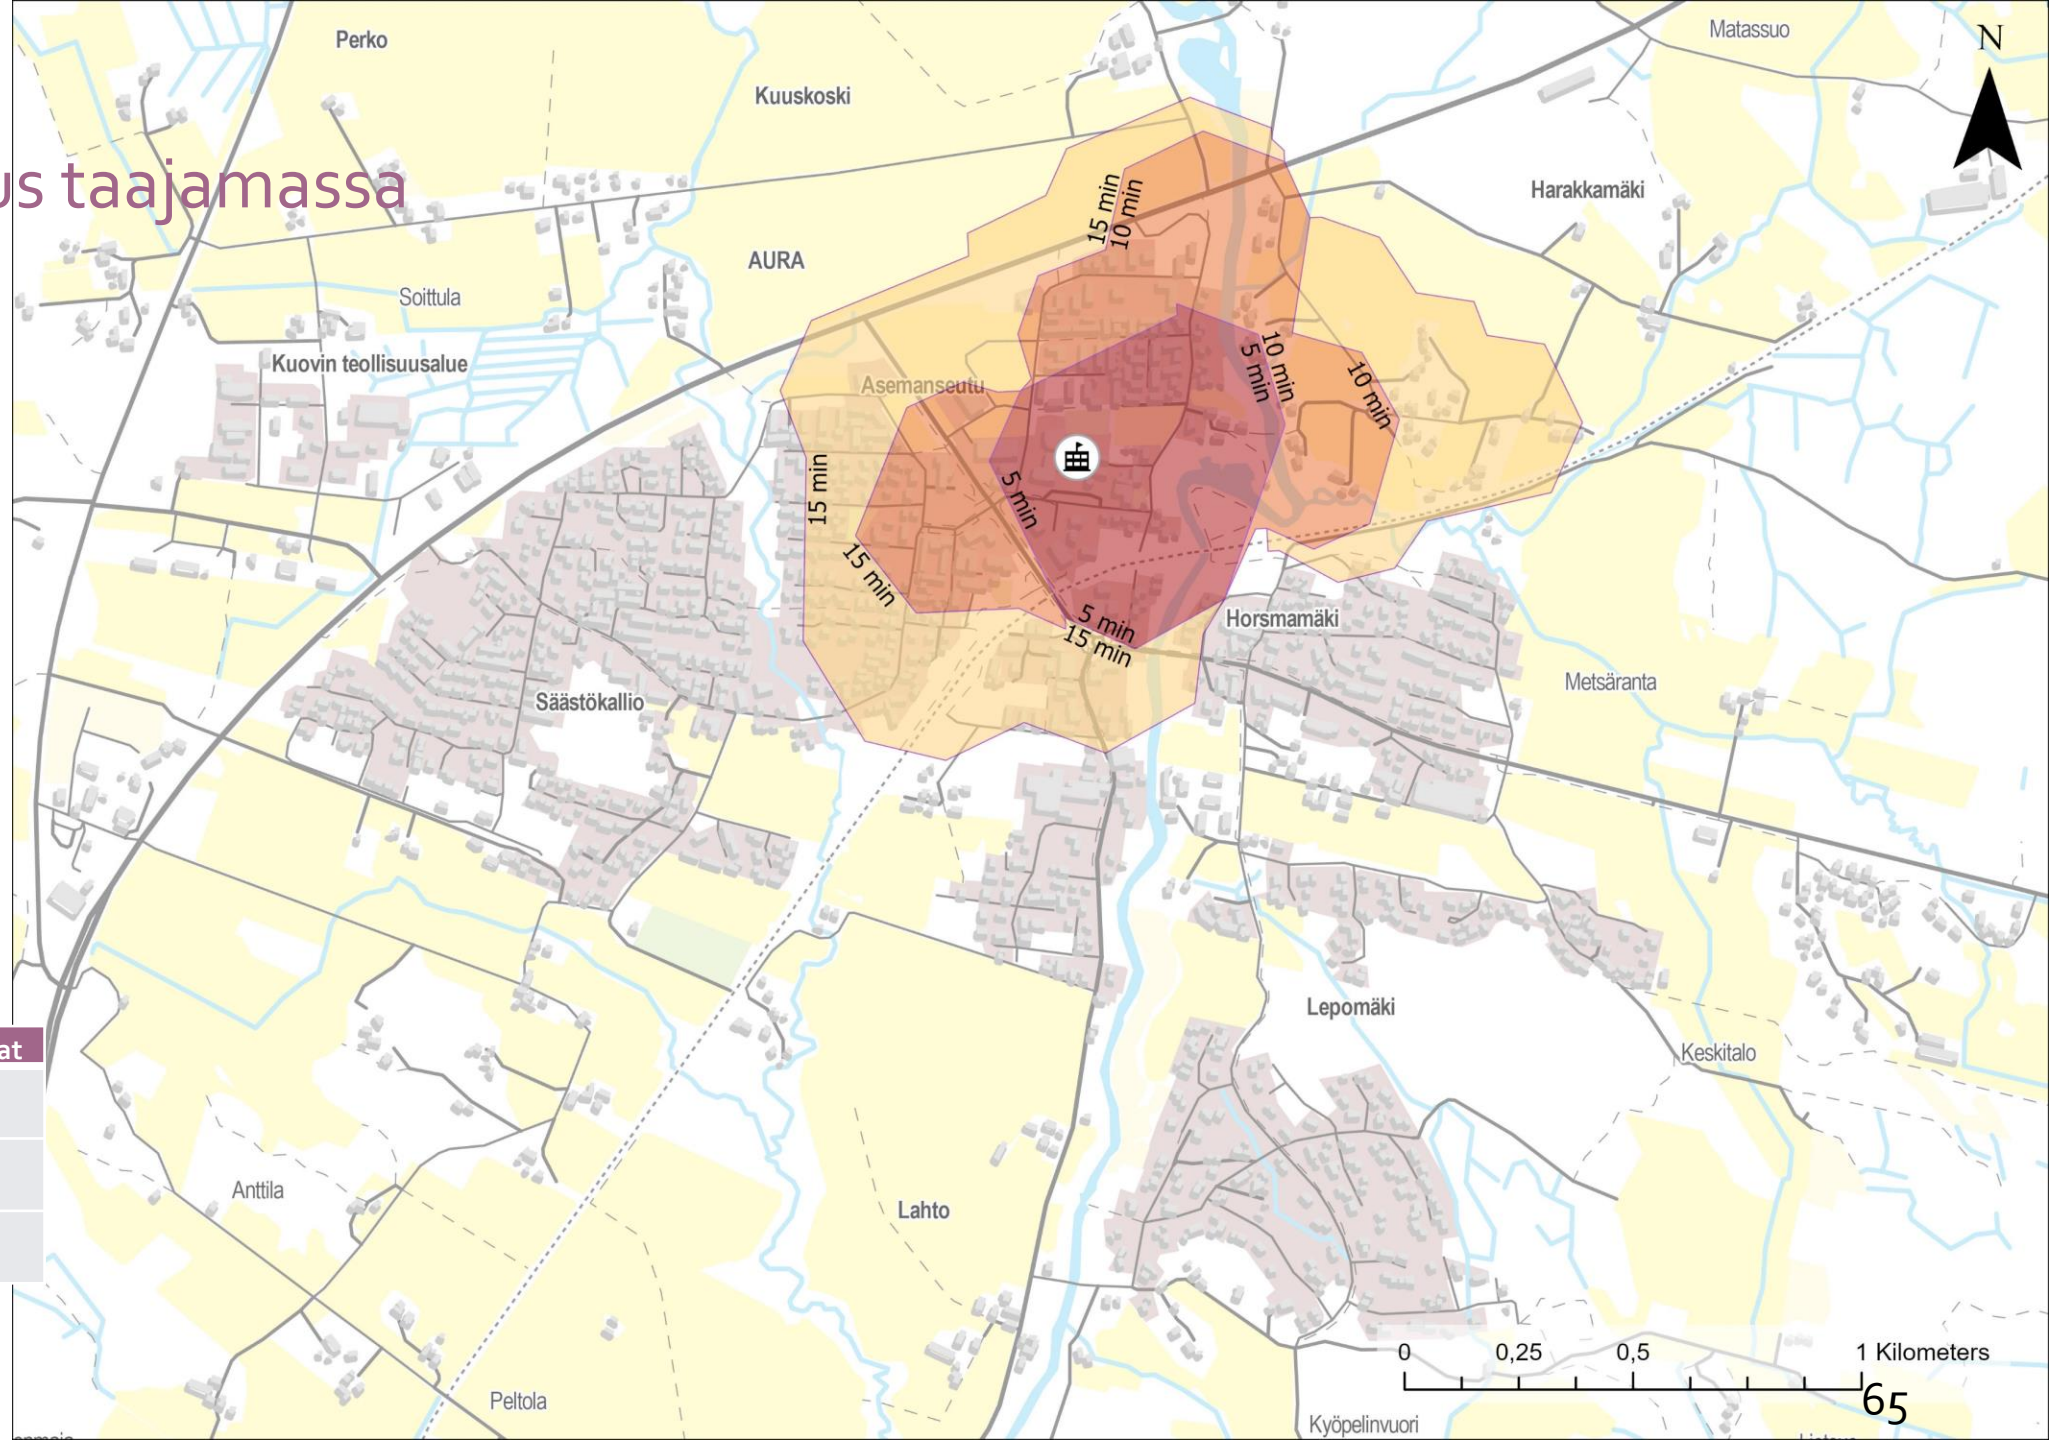 Perko
Matassuo
N
Kuuskoski
us taajamassa
Harakkamäki
15 min
10 min
AURA
Soittula
Kuovin teollisuusalue
Asemanseutu
10 min
5 min
10 min
15 min
5 min
15 min
5 min
15 min
Horsmamäki
Säästökallio
Metsäranta
Lepomäki
at
Keskitalo
Anttila
Lahto
0 0,25 0,5 1 Kilometers
65
Peltola
Kyöpelinvuori